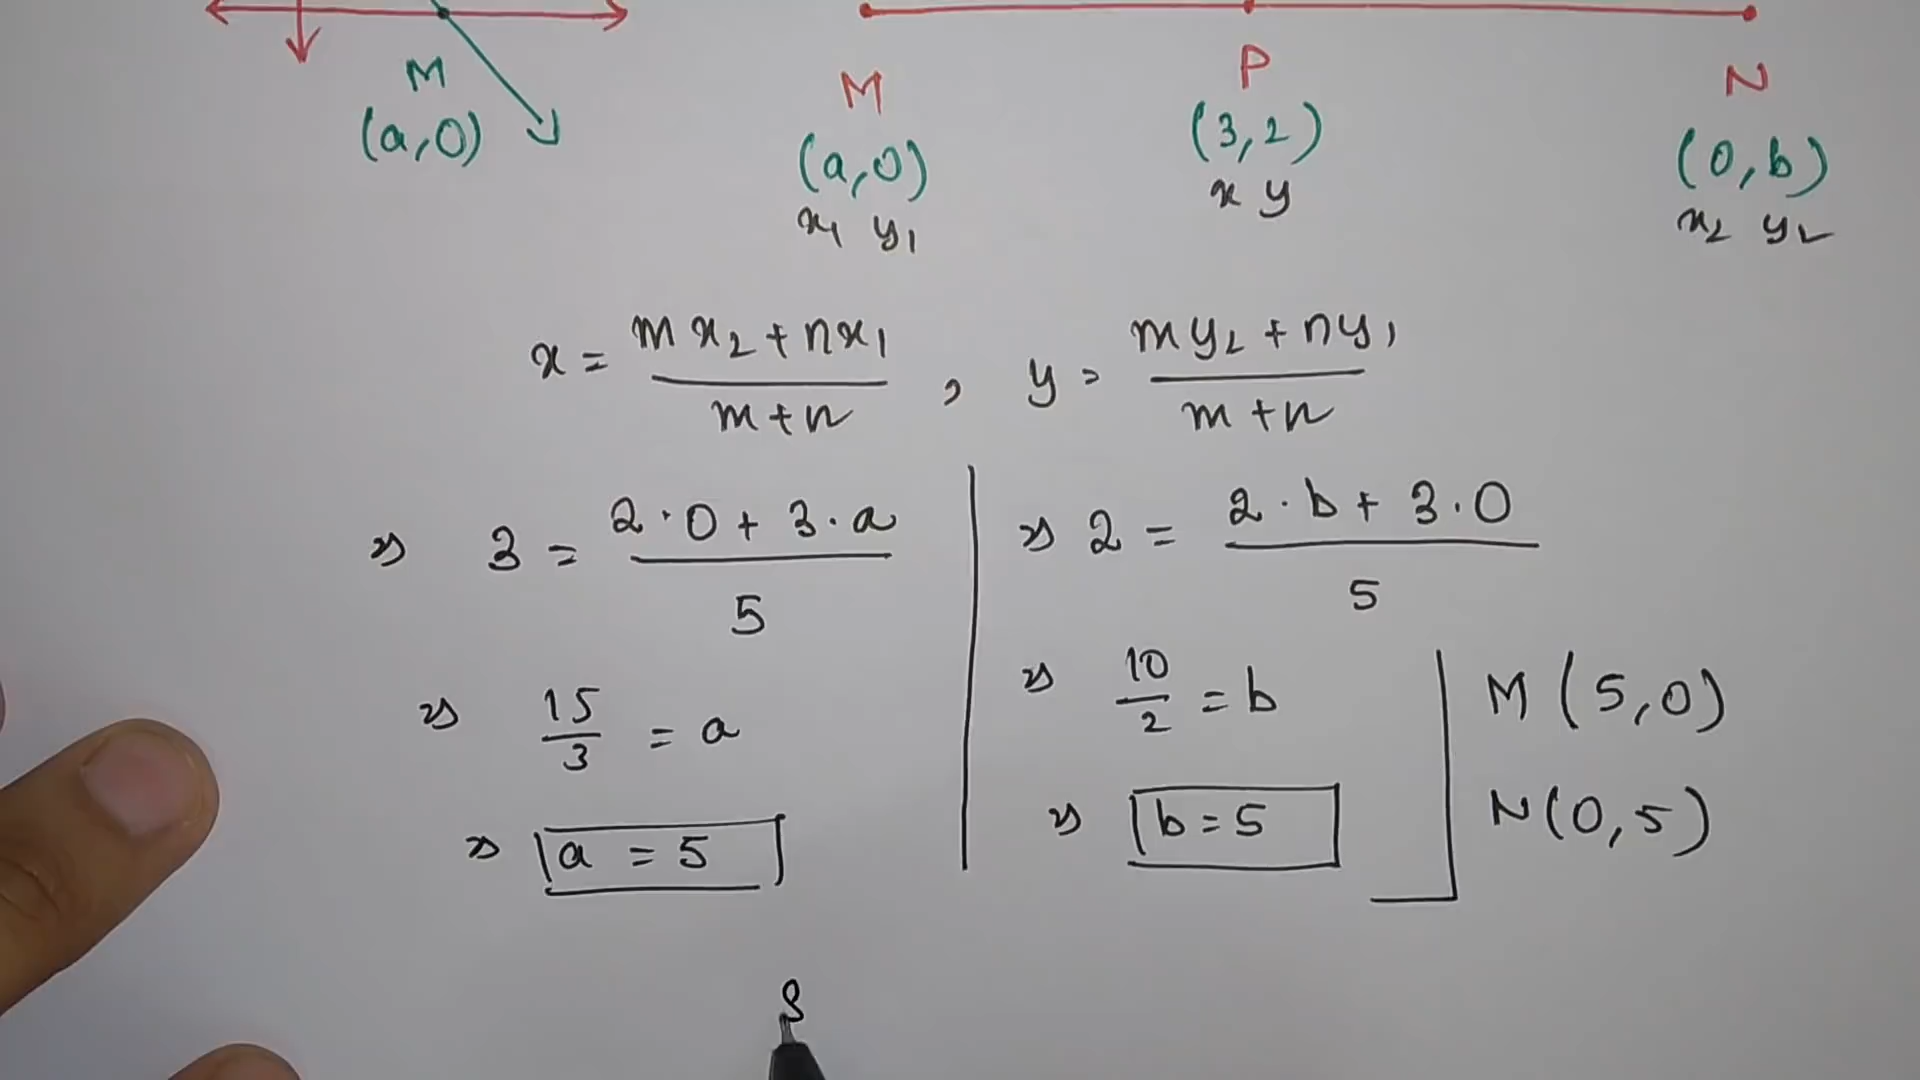 M
(a,0)
M P N
(a,0) (3,2) (0,b)
x₁ y₁ x y x₂ y₂
x = (mx₂+nx₁)/(m+n) , y = (my₂+ny₁)/(m+n)
⇒ 3 = (2·0+3·a)/5
⇒ 15/3 = a
⇒ a = 5
⇒ 2 = (2·b+3·0)/5
⇒ 10/2 = b
⇒ b=5
M(5,0)
N(0,5)